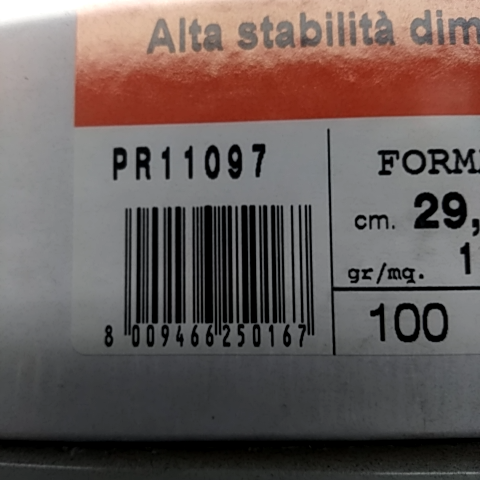 Alta stabilità dim
PR11097
FORM
cm. 29,
gr/mq. 1
100
8 009466 250167